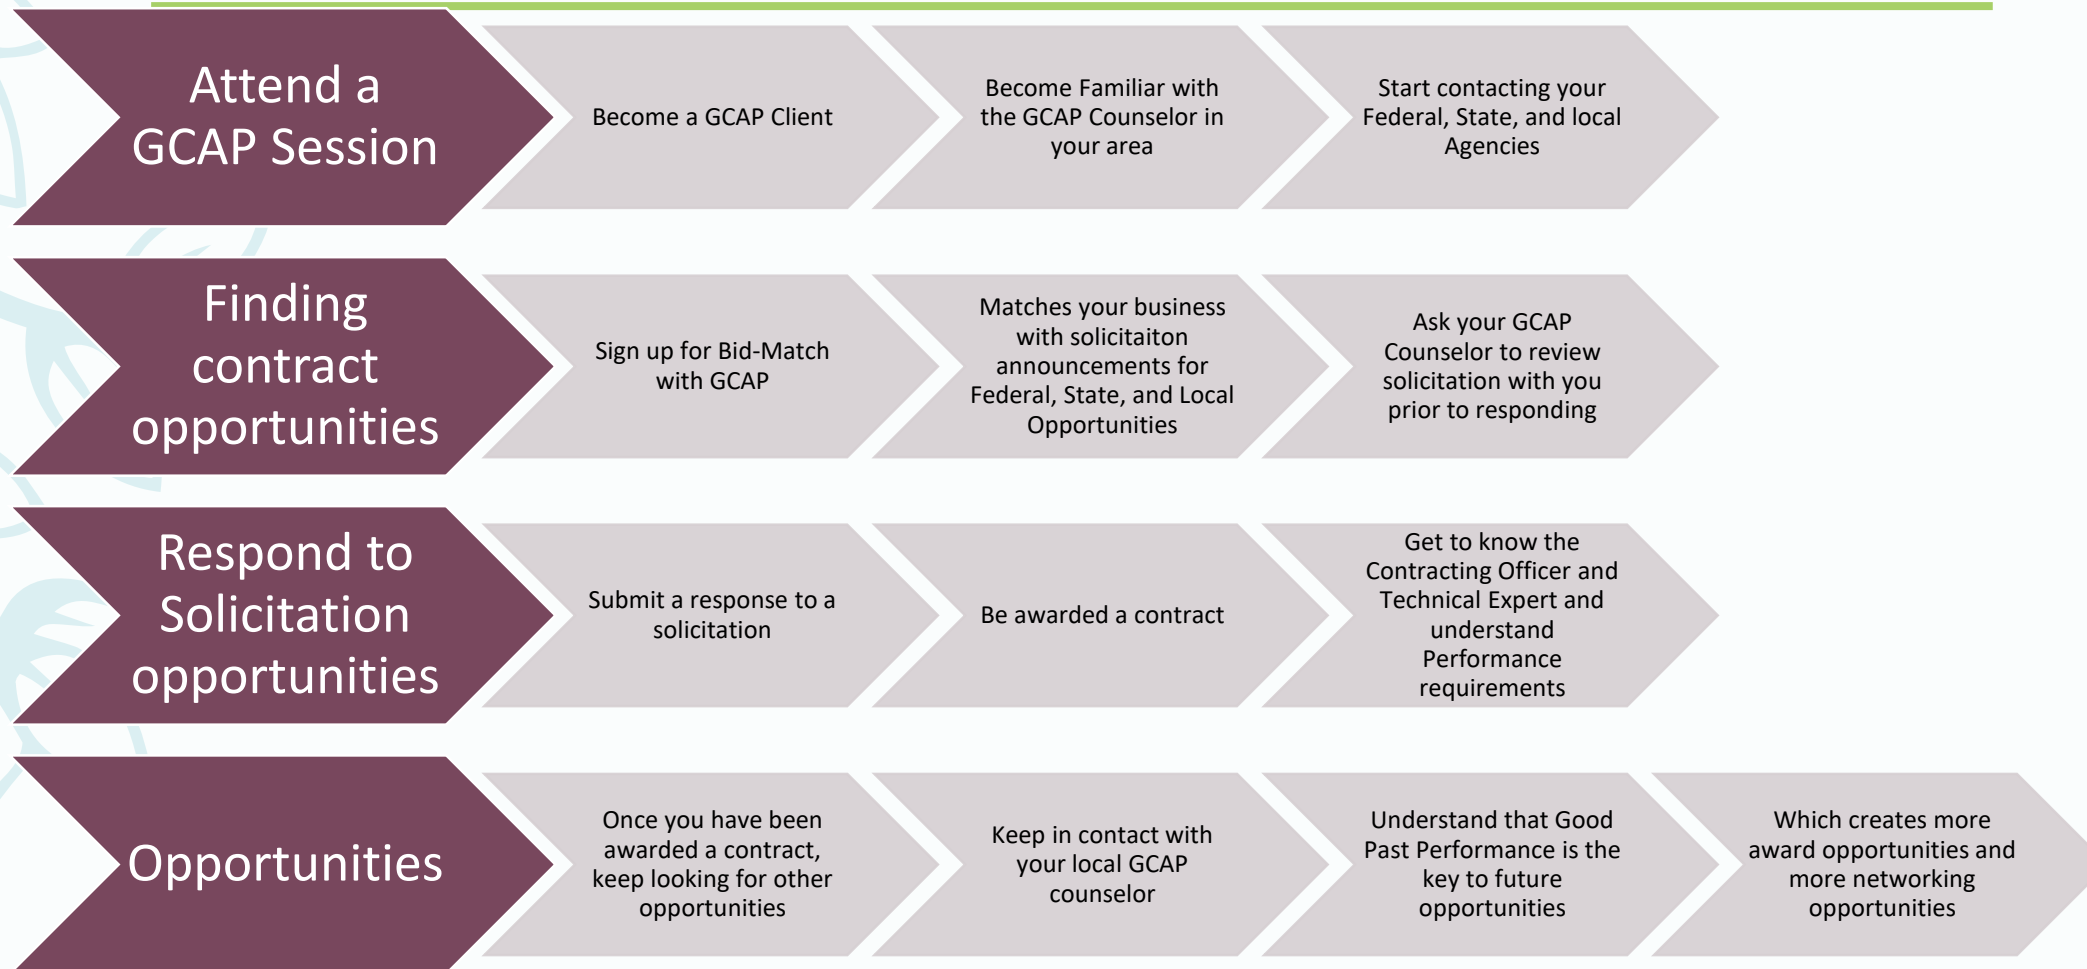 Attend a
GCAP Session
Become a GCAP Client
Become Familiar with
the GCAP Counselor in
your area
Start contacting your
Federal, State, and local
Agencies
Finding
contract
opportunities
Sign up for Bid-Match
with GCAP
Matches your business
with solicitaiton
announcements for
Federal, State, and Local
Opportunities
Ask your GCAP
Counselor to review
solicitation with you
prior to responding
Respond to
Solicitation
opportunities
Submit a response to a
solicitation
Be awarded a contract
Get to know the
Contracting Officer and
Technical Expert and
understand
Performance
requirements
Opportunities
Once you have been
awarded a contract,
keep looking for other
opportunities
Keep in contact with
your local GCAP
counselor
Understand that Good
Past Performance is the
key to future
opportunities
Which creates more
award opportunities and
more networking
opportunities